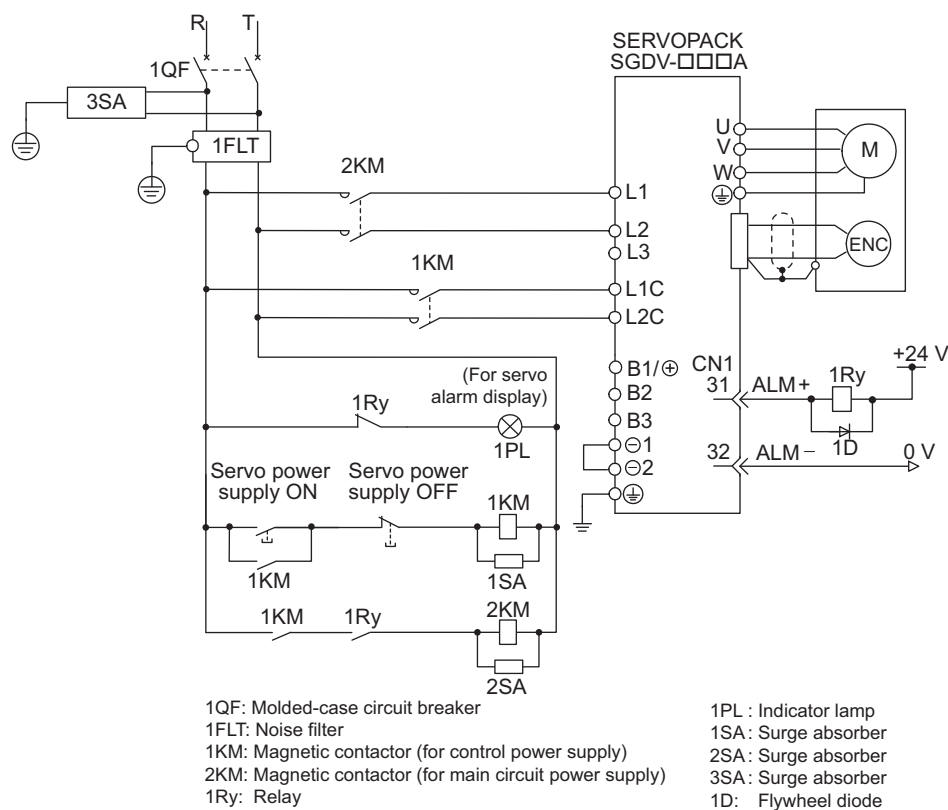 R T
SERVOPACK
SGDV-□□□A
1QF
3SA
1FLT
U
V
M
W
2KM
L1
L2
L3
ENC
1KM
L1C
L2C
+24 V
B1/⊕
CN1
(For servo
alarm display)
31 ALM+ 1Ry
B2
1Ry
B3
1PL
1D
⊖1
32 ALM− 0 V
⊖2
Servo power
supply ON
Servo power
supply OFF
1KM
1KM
1SA
1KM 1Ry 2KM
2SA
1QF: Molded-case circuit breaker
1FLT: Noise filter
1KM: Magnetic contactor (for control power supply)
2KM: Magnetic contactor (for main circuit power supply)
1Ry: Relay
1PL : Indicator lamp
1SA : Surge absorber
2SA : Surge absorber
3SA : Surge absorber
1D: Flywheel diode